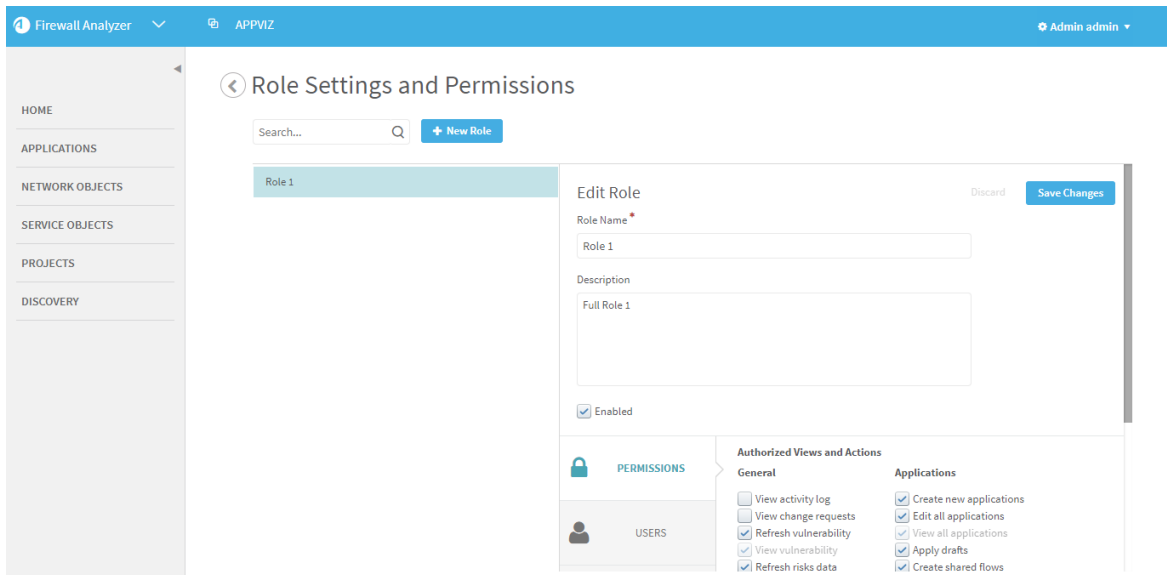 Firewall Analyzer
APPVIZ
Admin admin
HOME
APPLICATIONS
NETWORK OBJECTS
SERVICE OBJECTS
PROJECTS
DISCOVERY
Role Settings and Permissions
Search...
+ New Role
Role 1
Edit Role
Discard
Save Changes
Role Name *
Role 1
Description
Full Role 1
Enabled
PERMISSIONS
USERS
Authorized Views and Actions
General
View activity log
View change requests
Refresh vulnerability
View vulnerability
Refresh risks data
Applications
Create new applications
Edit all applications
View all applications
Apply drafts
Create shared flows